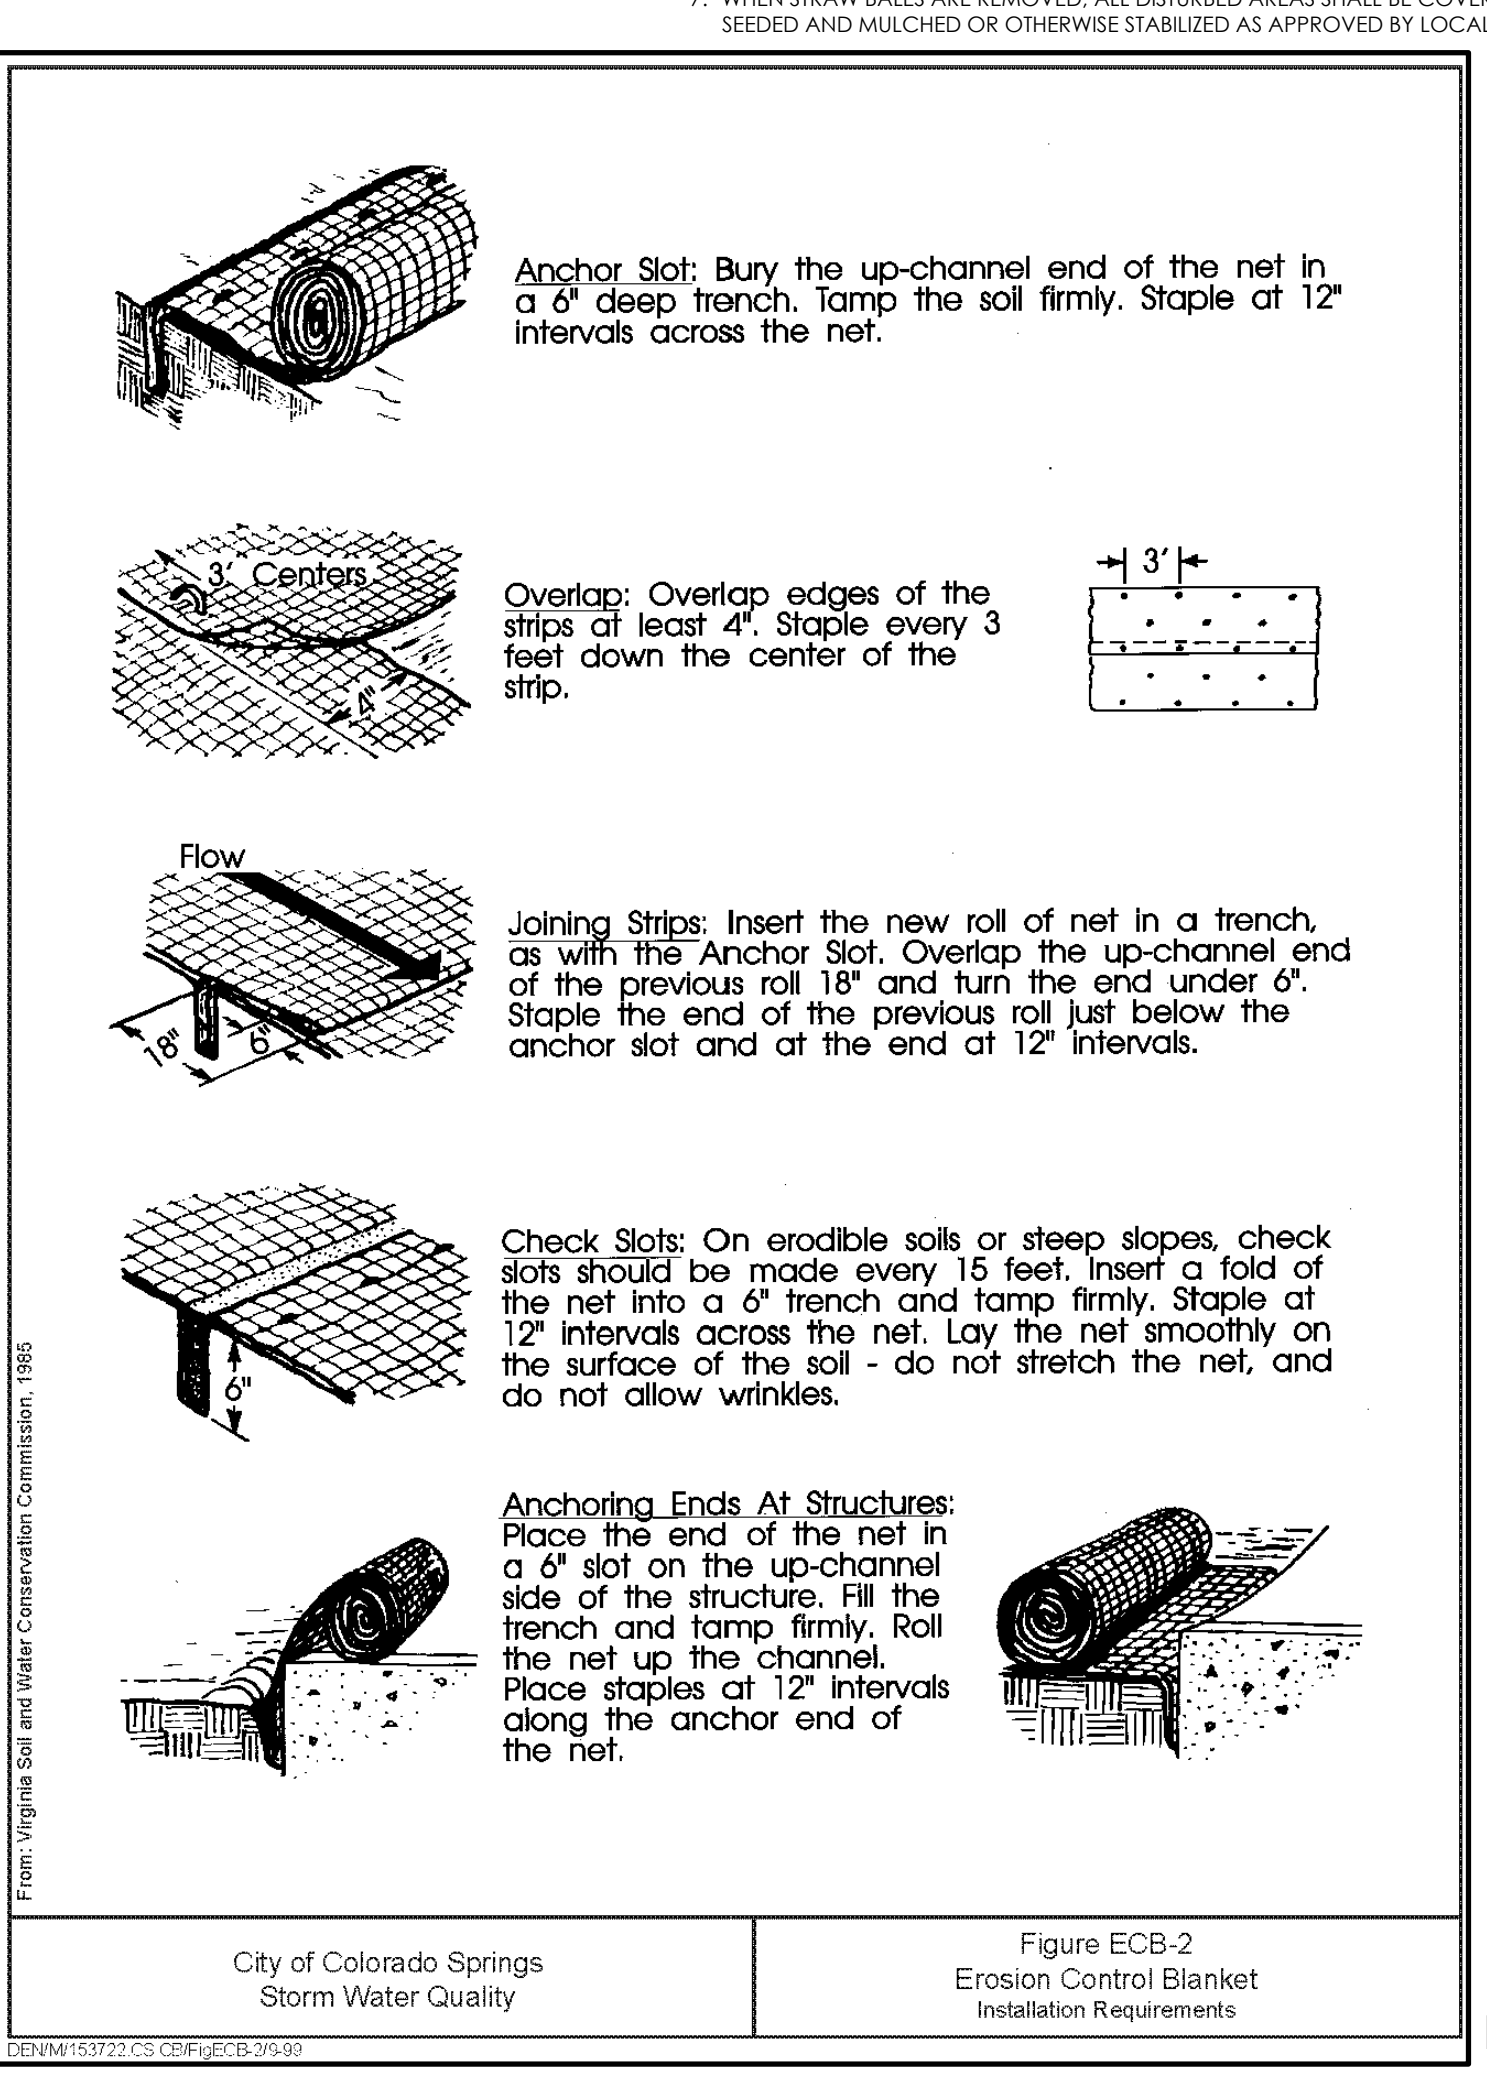 7. WHEN STRAW BALES ARE REMOVED, ALL DISTURBED AREAS SHALL BE COVER
SEEDED AND MULCHED OR OTHERWISE STABILIZED AS APPROVED BY LOCAL
Anchor Slot: Bury the up-channel end of the net in
a 6" deep trench. Tamp the soil firmly. Staple at 12"
intervals across the net.
3' Centers
4"
Overlap: Overlap edges of the
strips at least 4". Staple every 3
feet down the center of the
strip.
3'
Flow
18"
6"
Joining Strips: Insert the new roll of net in a trench,
as with the Anchor Slot. Overlap the up-channel end
of the previous roll 18" and turn the end under 6".
Staple the end of the previous roll just below the
anchor slot and at the end at 12" intervals.
6"
Check Slots: On erodible soils or steep slopes, check
slots should be made every 15 feet. Insert a fold of
the net into a 6" trench and tamp firmly. Staple at
12" intervals across the net. Lay the net smoothly on
the surface of the soil - do not stretch the net, and
do not allow wrinkles.
Anchoring Ends At Structures:
Place the end of the net in
a 6" slot on the up-channel
side of the structure. Fill the
trench and tamp firmly. Roll
the net up the channel.
Place staples at 12" intervals
along the anchor end of
the net.
From: Virginia Soil and Water Conservation Commission, 1985
City of Colorado Springs
Storm Water Quality
Figure ECB-2
Erosion Control Blanket
Installation Requirements
DEN/M/153722.CS CB/FigECB-2/9-99